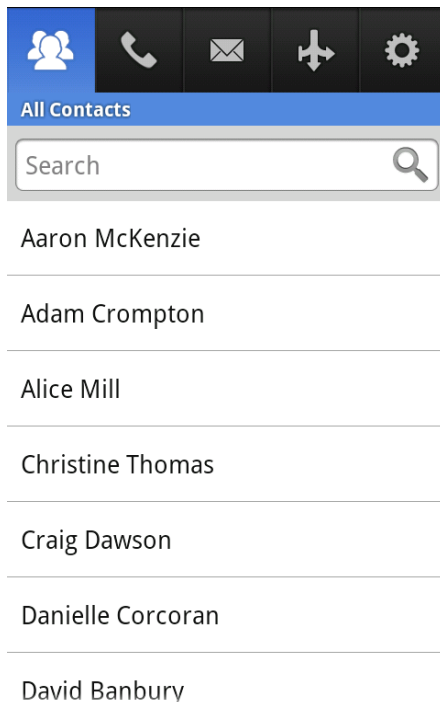 All Contacts
Search
Aaron McKenzie
Adam Crompton
Alice Mill
Christine Thomas
Craig Dawson
Danielle Corcoran
David Banbury